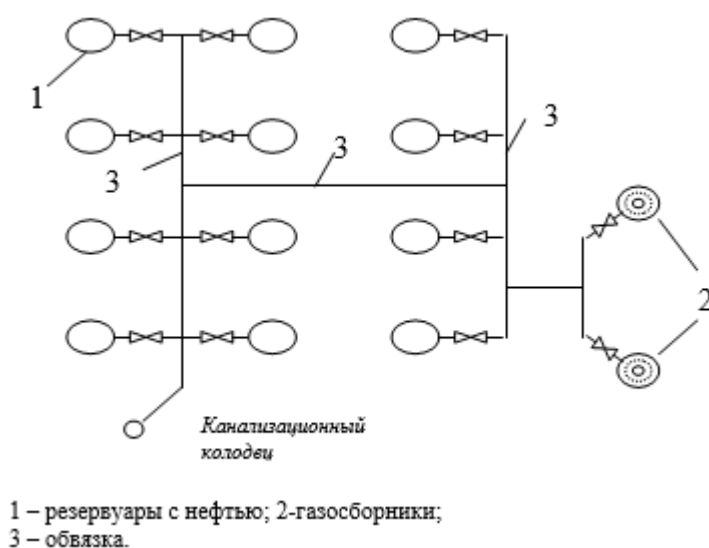 1
3
3
3
2
Канализационный
колодец
1 – резервуары с нефтью; 2-газосборники;
3 – обвязка.